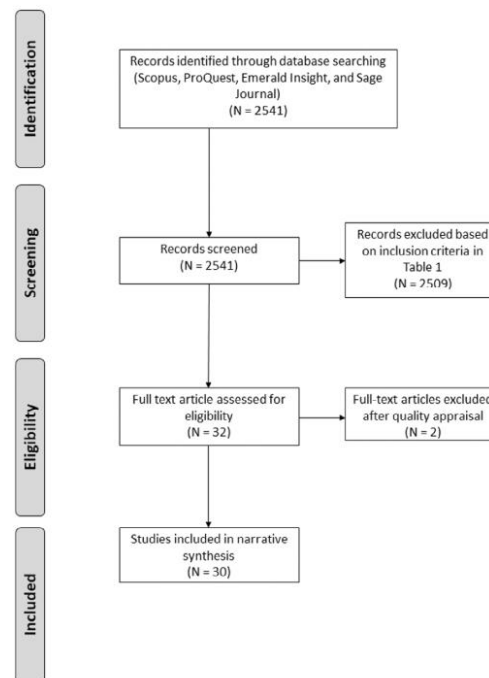 Identification
Records identified through database searching
(Scopus, ProQuest, Emerald Insight, and Sage
Journal)
(N = 2541)
Screening
Records screened
(N = 2541)
Records excluded based
on inclusion criteria in
Table 1
(N = 2509)
Eligibility
Full text article assessed for
eligibility
(N = 32)
Full-text articles excluded
after quality appraisal
(N = 2)
Included
Studies included in narrative
synthesis
(N = 30)